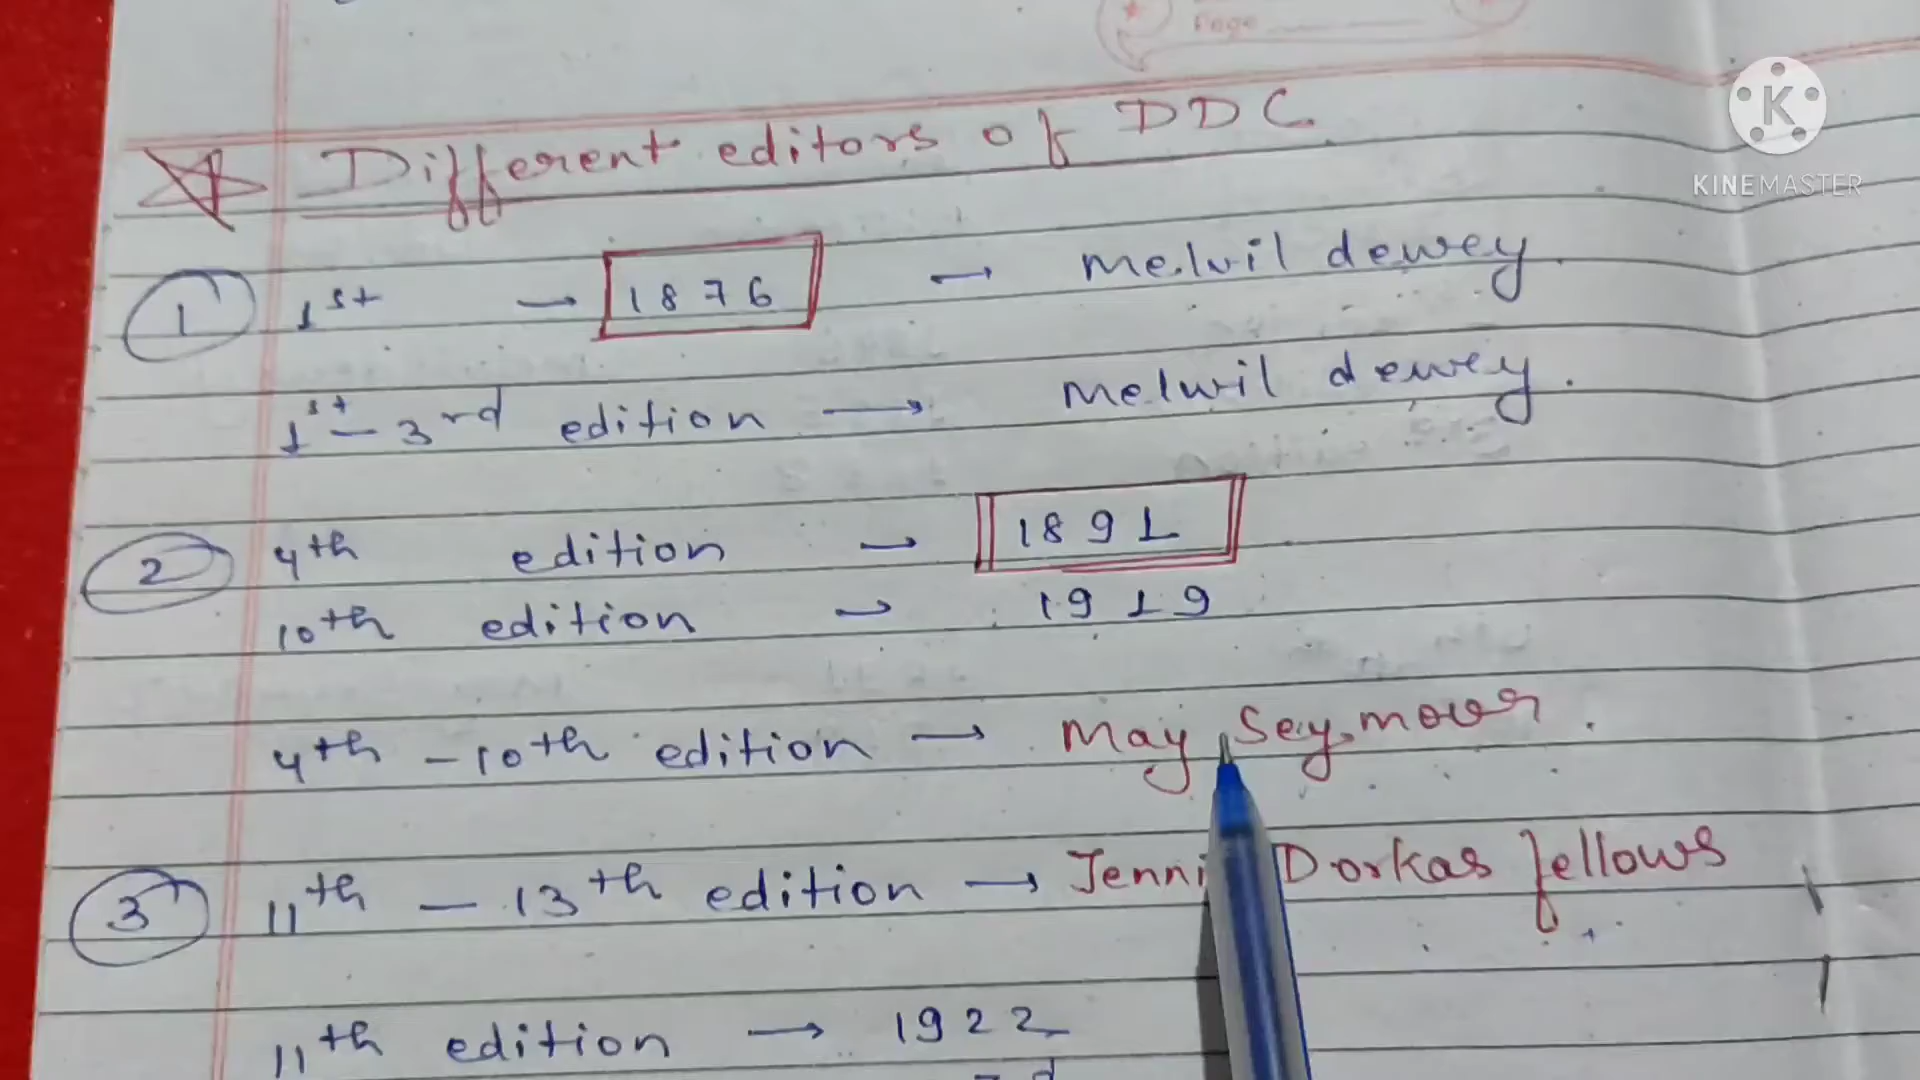 Page
Different editors of DDC
K
KINEMASTER
1 1st → 1876 → Melvil dewey.
1st - 3rd edition → Melwil dewey.
2 4th edition → 1891
10th edition → 1919
4th - 10th edition → May Seymour.
3 11th - 13th edition → Jenni Dorkas fellows
11th edition → 1922